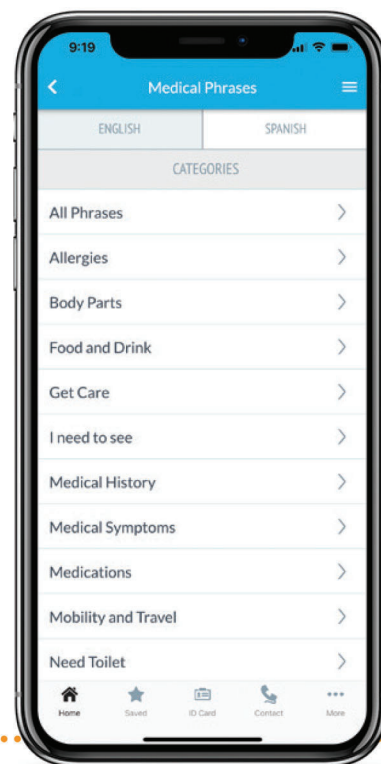 9:19
Medical Phrases
ENGLISH SPANISH
CATEGORIES
All Phrases
Allergies
Body Parts
Food and Drink
Get Care
I need to see
Medical History
Medical Symptoms
Medications
Mobility and Travel
Need Toilet
Home Saved ID Card Contact More